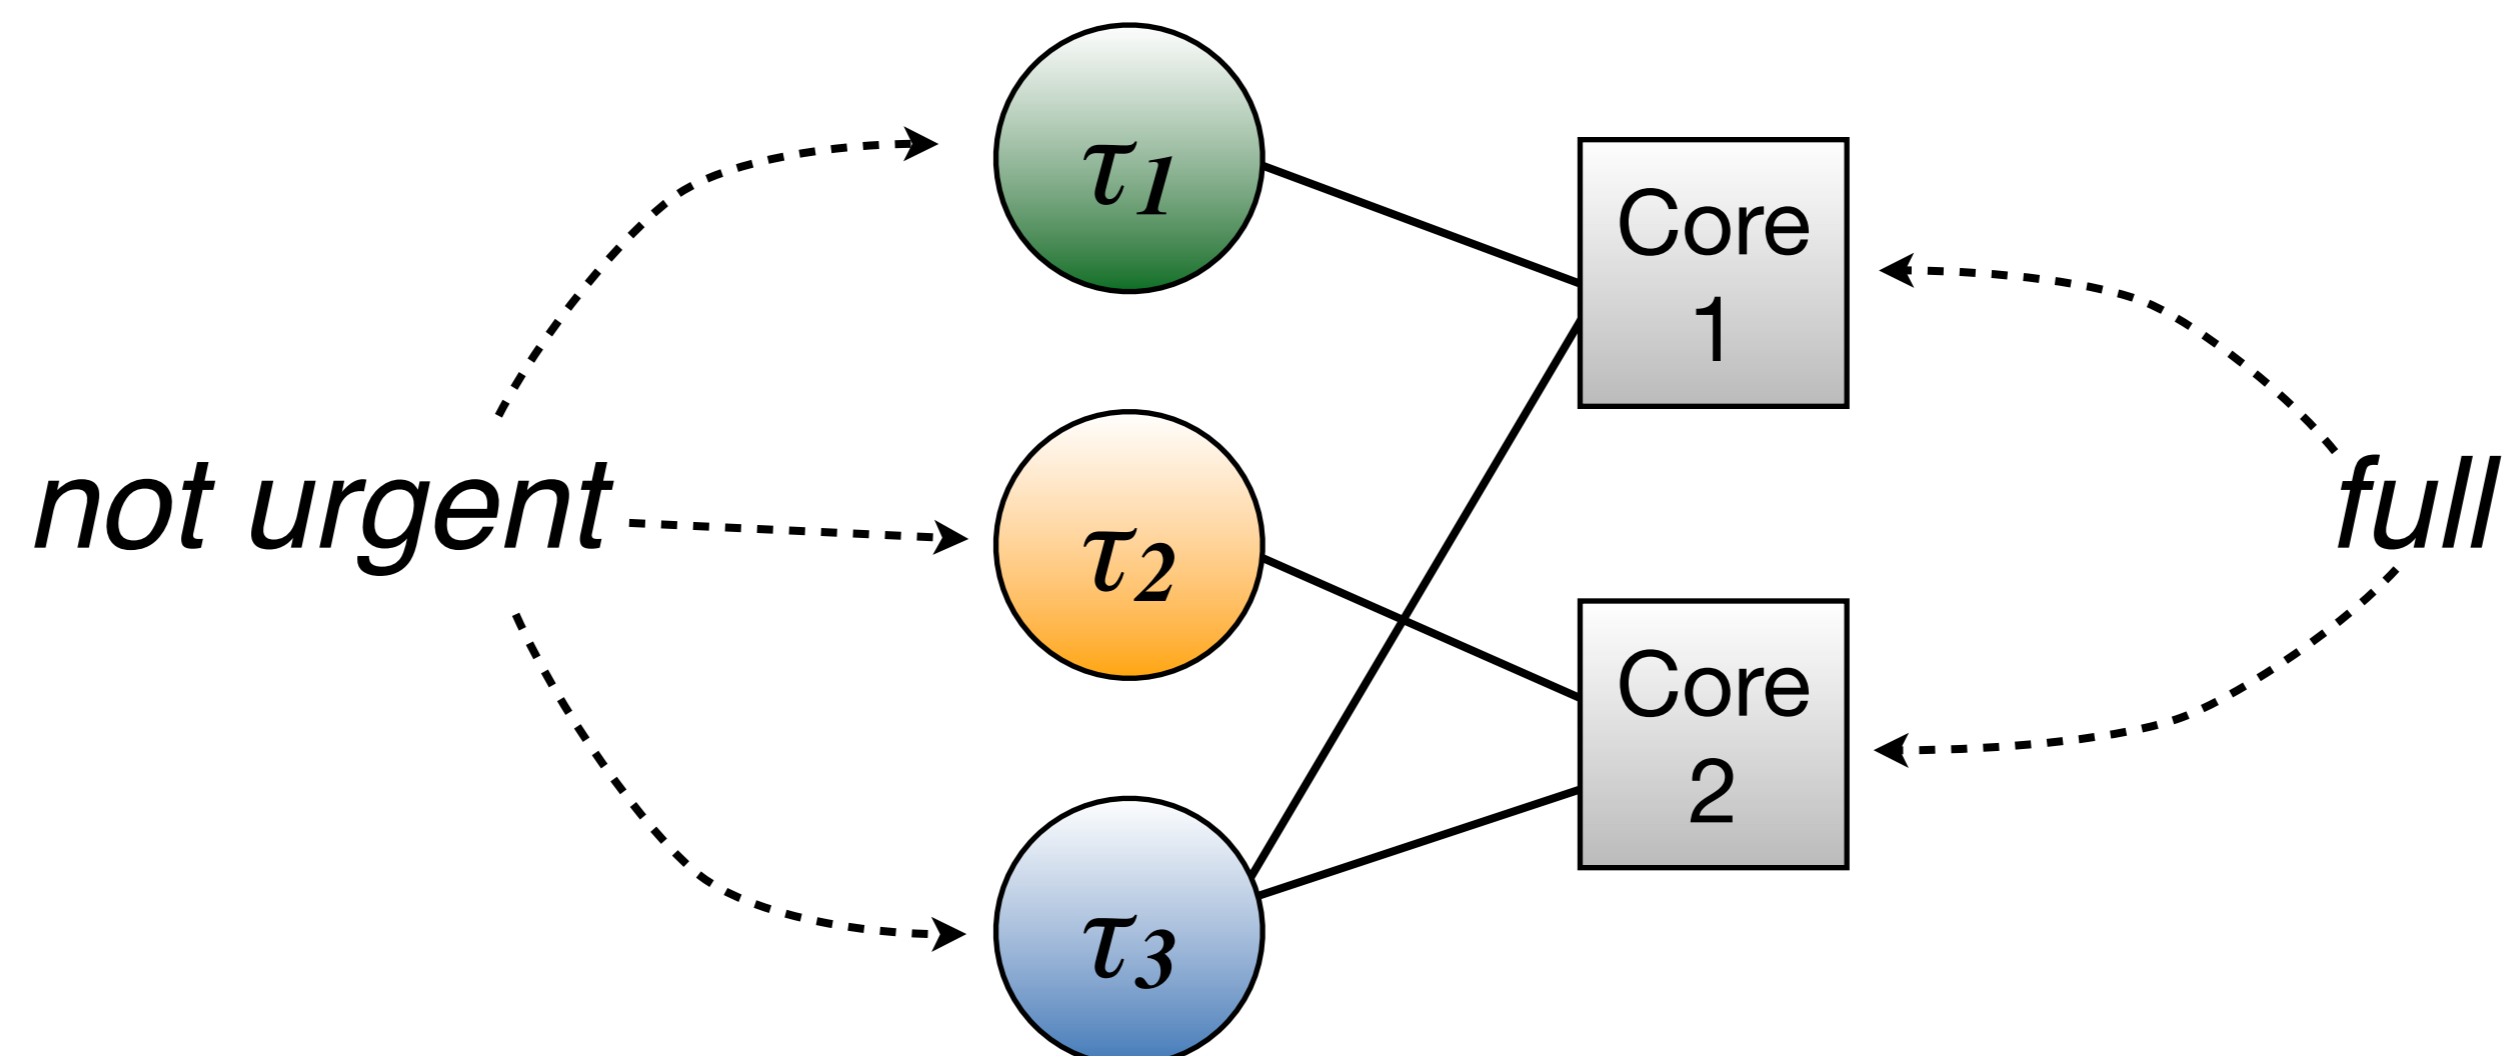 τ1
Core
1
not urgent
τ2
full
Core
2
τ3